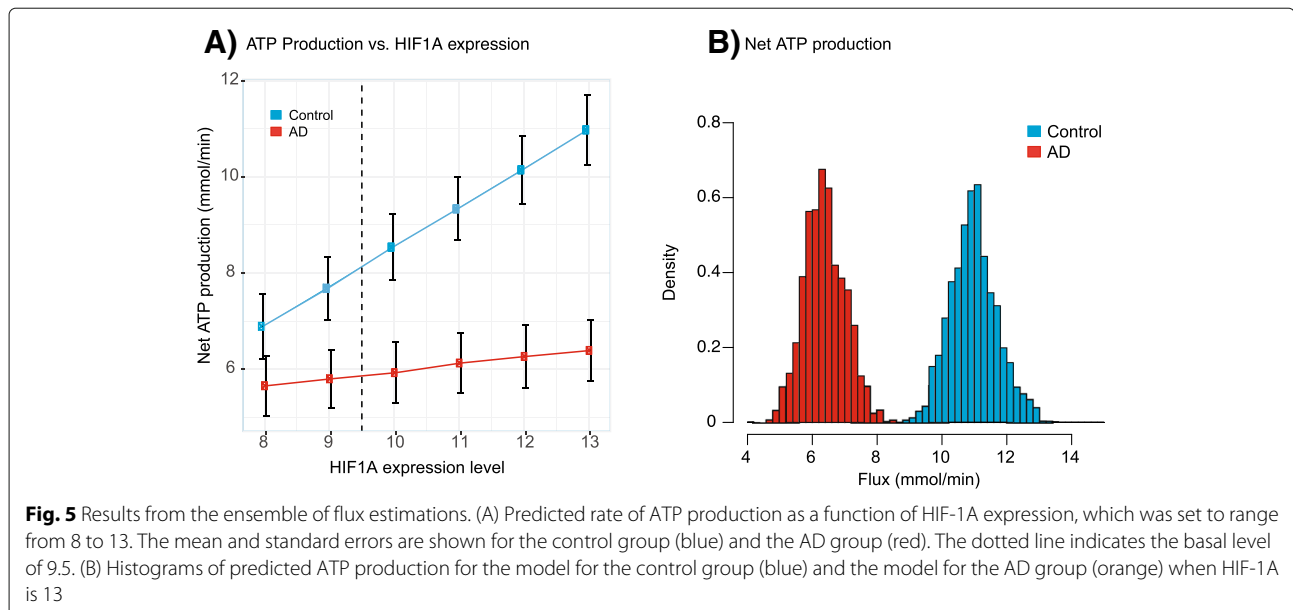 A) ATP Production vs. HIF1A expression
Net ATP production (mmol/min)
12
10
8
6
Control
AD
8 9 10 11 12 13
HIF1A expression level
B) Net ATP production
Density
0.8
0.6
0.4
0.2
0
Control
AD
4 6 8 10 12 14
Flux (mmol/min)
Fig. 5 Results from the ensemble of flux estimations. (A) Predicted rate of ATP production as a function of HIF-1A expression, which was set to range
from 8 to 13. The mean and standard errors are shown for the control group (blue) and the AD group (red). The dotted line indicates the basal level
of 9.5. (B) Histograms of predicted ATP production for the model for the control group (blue) and the model for the AD group (orange) when HIF-1A
is 13